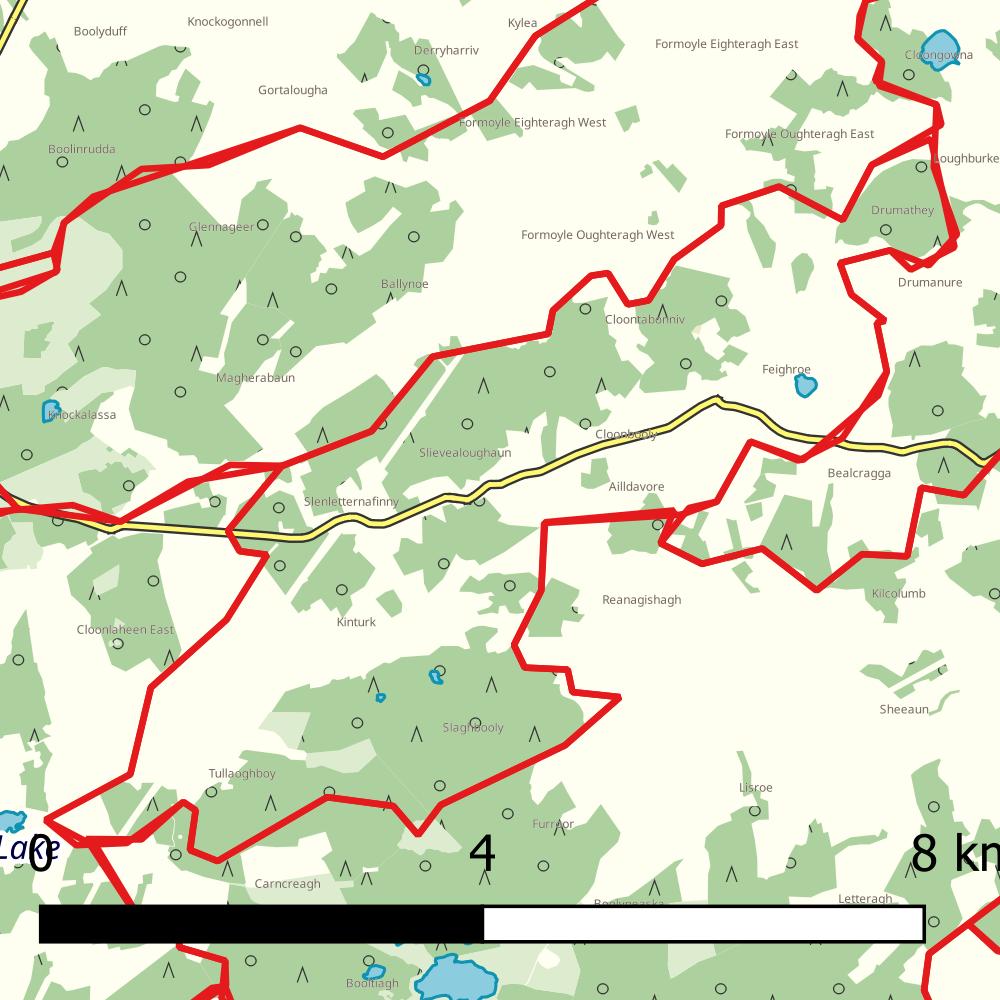 Boolyduff
Knockogonnell
Kylea
Derryharriv
Formoyle Eighteragh East
Cloongowna
Gortalougha
Formoyle Eighteragh West
Formoyle Oughteragh East
Boolinrudda
Loughburke
Drumathey
Glennageer
Formoyle Oughteragh West
Ballynoe
Drumanure
Cloontabonniv
Feighroe
Magherabaun
Knockalassa
Cloonbooly
Slievealoughaun
Bealcragga
Ailldavore
Slenletternafinny
Kilcolumb
Reanagishagh
Kinturk
Cloonlaheen East
Sheeaun
Slaghbooly
Tullaoghboy
Lisroe
Furroor
Lake
0 4 8 km
Carncreagh
Letteragh
Booltiagh